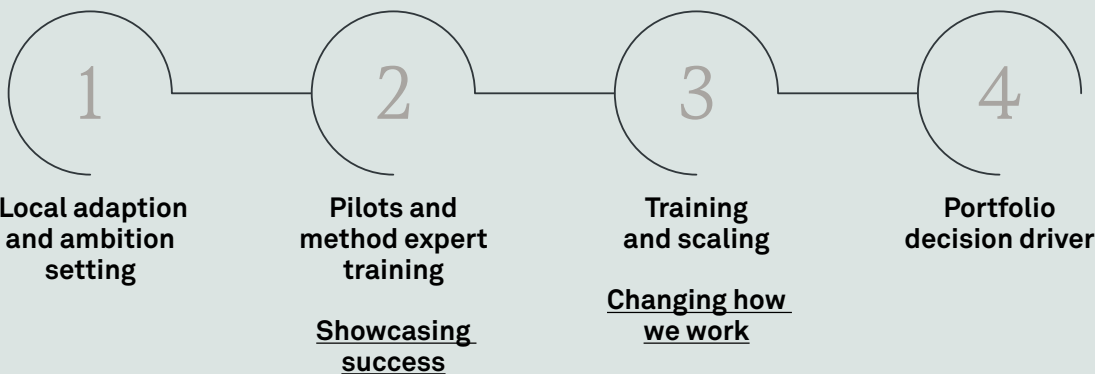 1
2
3
4
Local adaption
and ambition
setting
Pilots and
method expert
training
Showcasing
success
Training
and scaling
Changing how
we work
Portfolio
decision driver